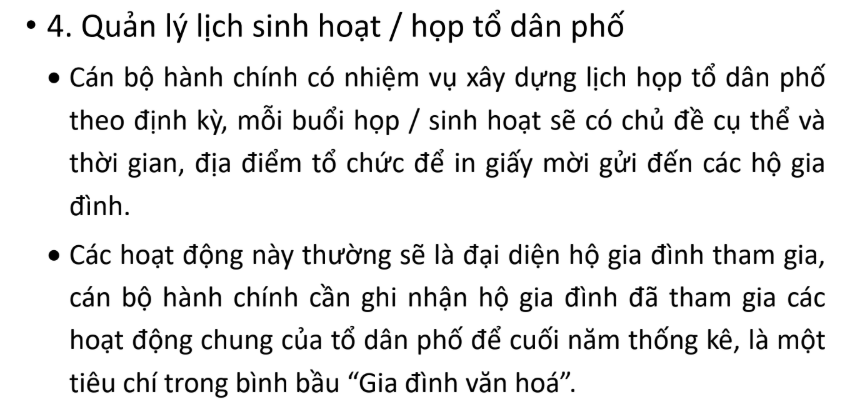 • 4. Quản lý lịch sinh hoạt / họp tổ dân phố
• Cán bộ hành chính có nhiệm vụ xây dựng lịch họp tổ dân phố
theo định kỳ, mỗi buổi họp / sinh hoạt sẽ có chủ đề cụ thể và
thời gian, địa điểm tổ chức để in giấy mời gửi đến các hộ gia
đình.
• Các hoạt động này thường sẽ là đại diện hộ gia đình tham gia,
cán bộ hành chính cần ghi nhận hộ gia đình đã tham gia các
hoạt động chung của tổ dân phố để cuối năm thống kê, là một
tiêu chí trong bình bầu “Gia đình văn hoá”.